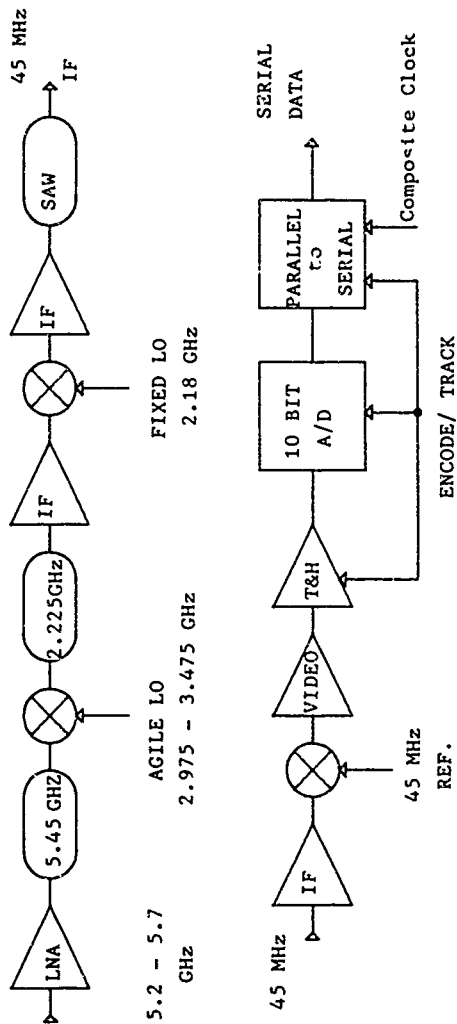 LNA
5.45 GHZ
2.225GHz
IF
IF
SAW
45 MHz
IF
5.2 - 5.7
GHz
AGILE LO
2.975 - 3.475 GHz
FIXED LO
2.18 GHz
45 MHz
IF
VIDEO
T&H
10 BIT
A/D
PARALLEL
to
SERIAL
SERIAL
DATA
45 MHz
REF.
ENCODE/ TRACK
Composite Clock